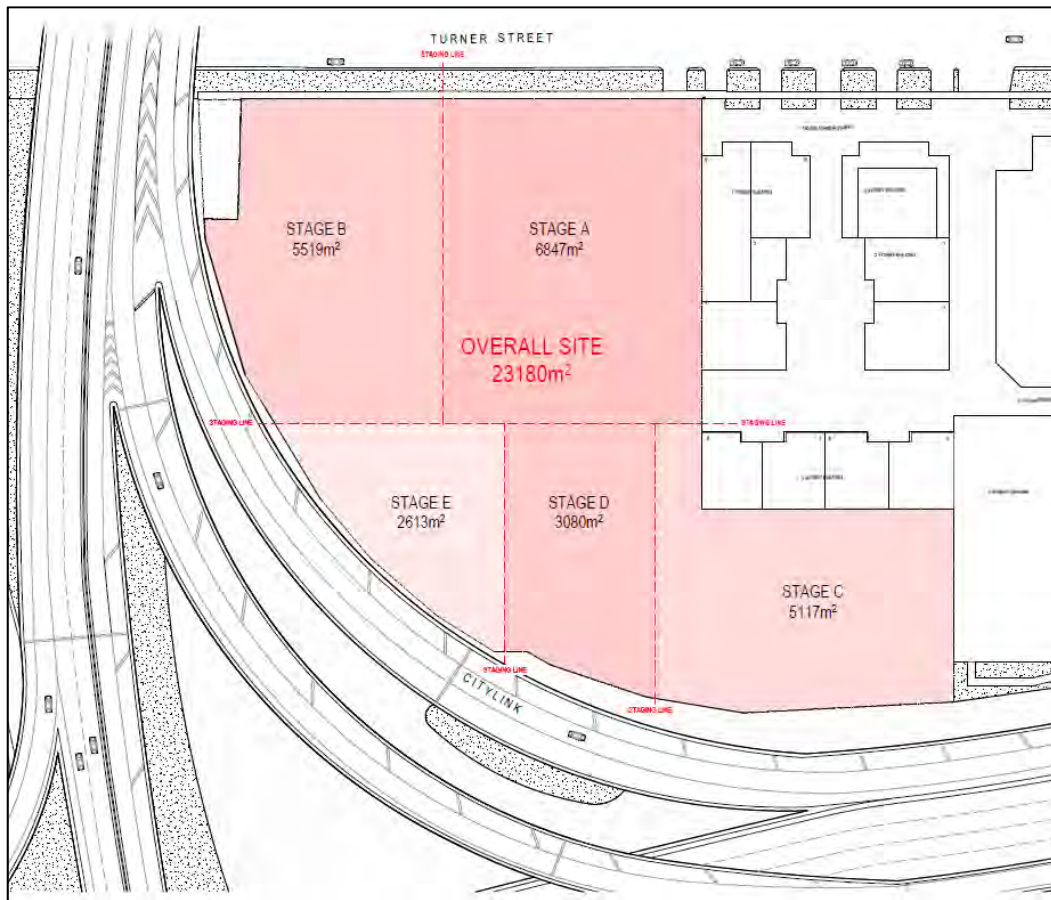 TURNER STREET
STAGING LINE
STAGE B
5519m²
STAGE A
6847m²
OVERALL SITE
23180m²
STAGING LINE
STAGING LINE
STAGE E
2613m²
STAGE D
3080m²
STAGE C
5117m²
STAGING LINE
CITYLINK
STAGING LINE